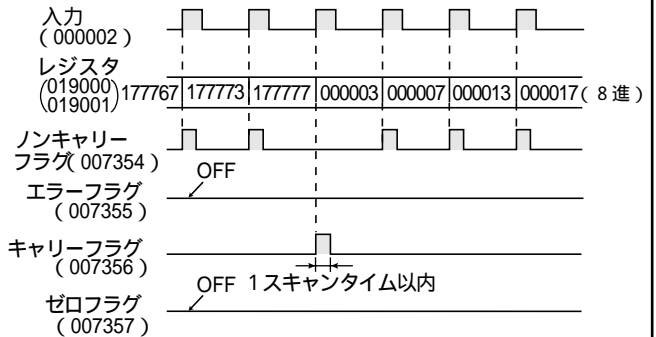 入力
(000002)
レジスタ
(019000
019001) 177767 177773 177777 000003 000007 000013 000017(8進)
ノンキャリー
フラグ(007354)
OFF
エラーフラグ
(007355)
キャリーフラグ
(007356)
1スキャンタイム以内
OFF
ゼロフラグ
(007357)